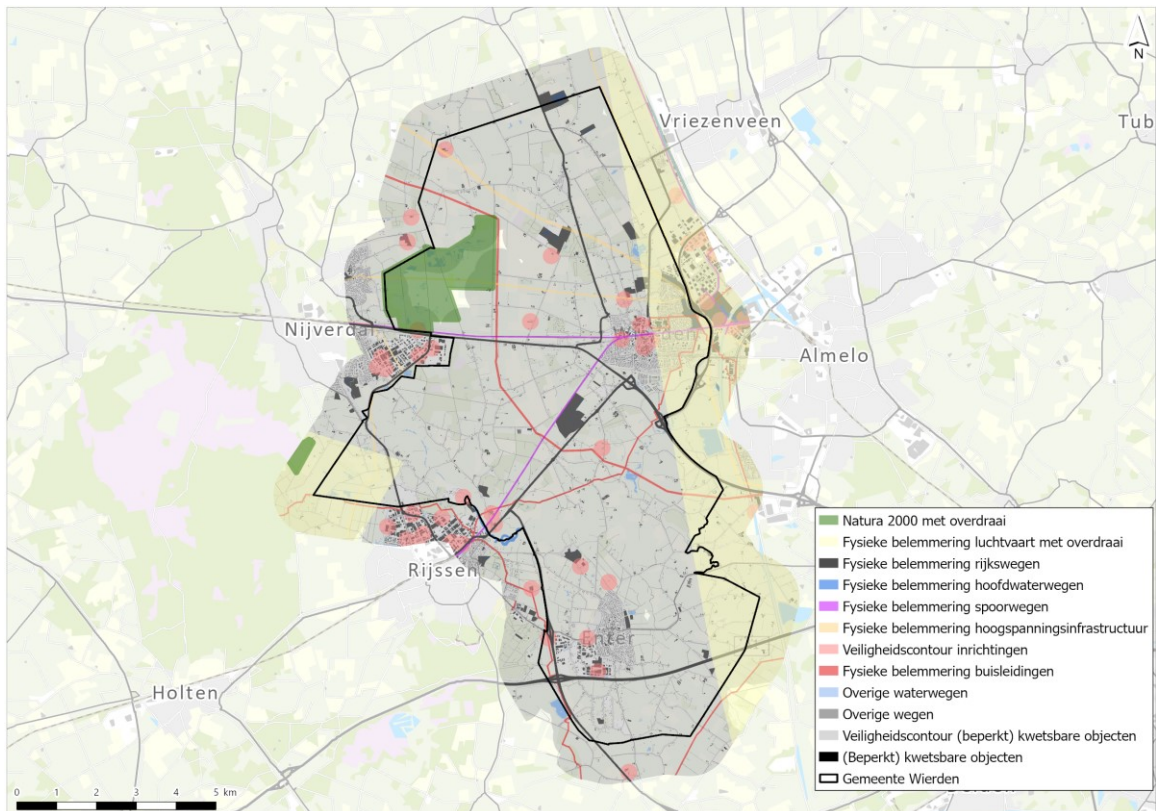 N
Vriezenveen
Tub
Nijverdal
Almelo
Rijssen
Enter
Holten
Natura 2000 met overdraai
Fysieke belemmering luchtvaart met overdraai
Fysieke belemmering rijkswegen
Fysieke belemmering hoofdwaterwegen
Fysieke belemmering spoorwegen
Fysieke belemmering hoogspanningsinfrastructuur
Veiligheidscontour inrichtingen
Fysieke belemmering buisleidingen
Overige waterwegen
Overige wegen
Veiligheidscontour (beperkt) kwetsbare objecten
(Beperkt) kwetsbare objecten
Gemeente Wierden
0 1 2 3 4 5 km